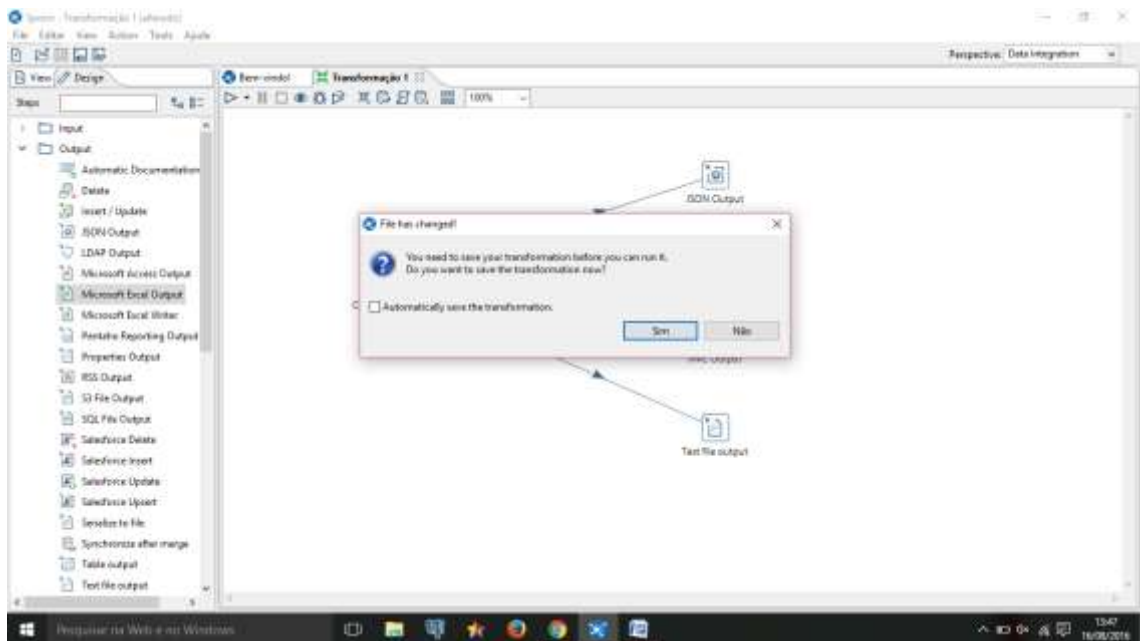 Spoon - Transformação 1 (alterado)
File Editar View Action Tools Ajuda
Perspective: Data Integration
View Design
Bem-vindo! Transformação 1
Steps
100%
Input
Output
Automatic Documentation
Delete
Insert / Update
JSON Output
LDAP Output
Microsoft Access Output
Microsoft Excel Output
Microsoft Excel Writer
Pentaho Reporting Output
Properties Output
RSS Output
S3 File Output
SQL File Output
Salesforce Delete
Salesforce Insert
Salesforce Update
Salesforce Upsert
Serialize to file
Synchronize after merge
Table output
Text file output
JSON Output
File has changed!
You need to save your transformation before you can run it.
Do you want to save the transformation now?
Automatically save the transformation.
Sim Não
Text file output
Pesquisar na Web e no Windows
13:47